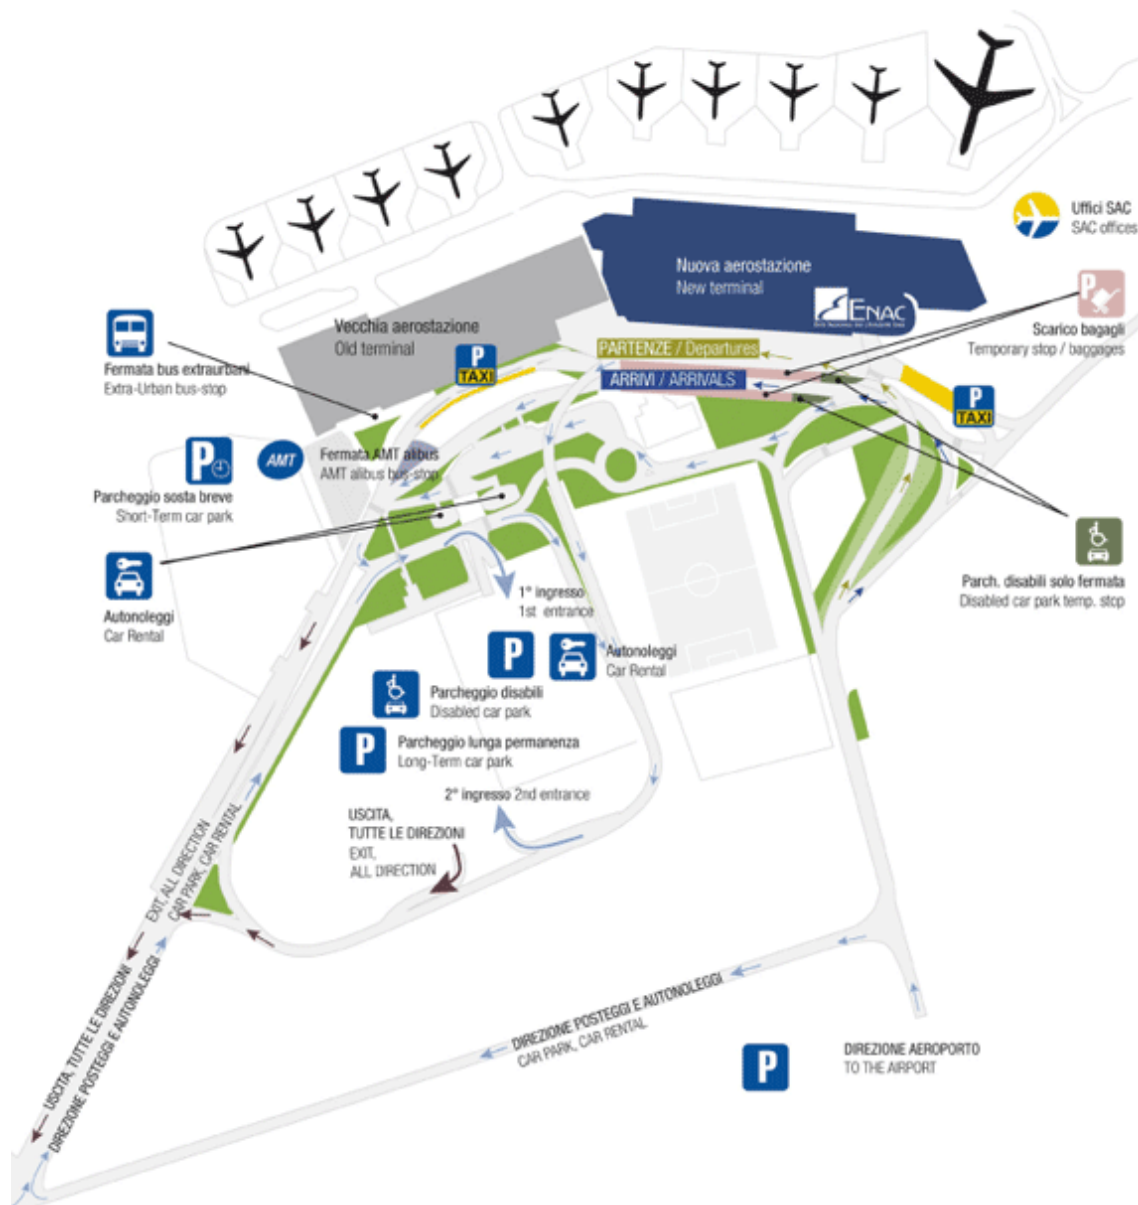 Uffici SAC
SAC offices
Nuova aerostazione
New terminal
ENAC
Vecchia aerostazione
Old terminal
P
Scarico bagagli
Temporary stop / baggages
PARTENZE / Departures
ARRIVI / ARRIVALS
P
TAXI
P
TAXI
Fermata bus extraurbani
Extra-Urban bus-stop
P
AMT
Fermata AMT alibus
AMT alibus bus-stop
Parcheggio sosta breve
Short-Term car park
Autonoleggi
Car Rental
Parch. disabili solo fermata
Disabled car park temp. stop
1° ingresso
1st entrance
P
Autonoleggi
Car Rental
Parcheggio disabili
Disabled car park
P
Parcheggio lunga permanenza
Long-Term car park
2° ingresso 2nd entrance
USCITA,
TUTTE LE DIREZIONI
EXIT,
ALL DIRECTION
EXIT, ALL DIRECTION
CAR PARK, CAR RENTAL
USCITA, TUTTE LE DIREZIONI
DIREZIONE POSTEGGI E AUTONOLEGGI
DIREZIONE POSTEGGI E AUTONOLEGGI
CAR PARK, CAR RENTAL
P
DIREZIONE AEROPORTO
TO THE AIRPORT